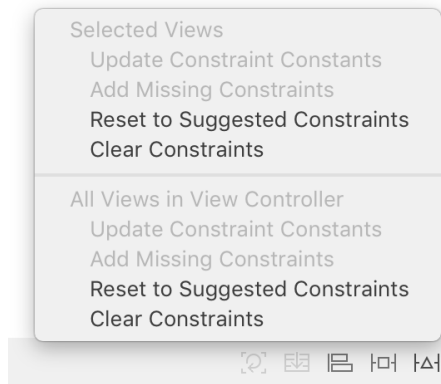 Selected Views
Update Constraint Constants
Add Missing Constraints
Reset to Suggested Constraints
Clear Constraints
All Views in View Controller
Update Constraint Constants
Add Missing Constraints
Reset to Suggested Constraints
Clear Constraints